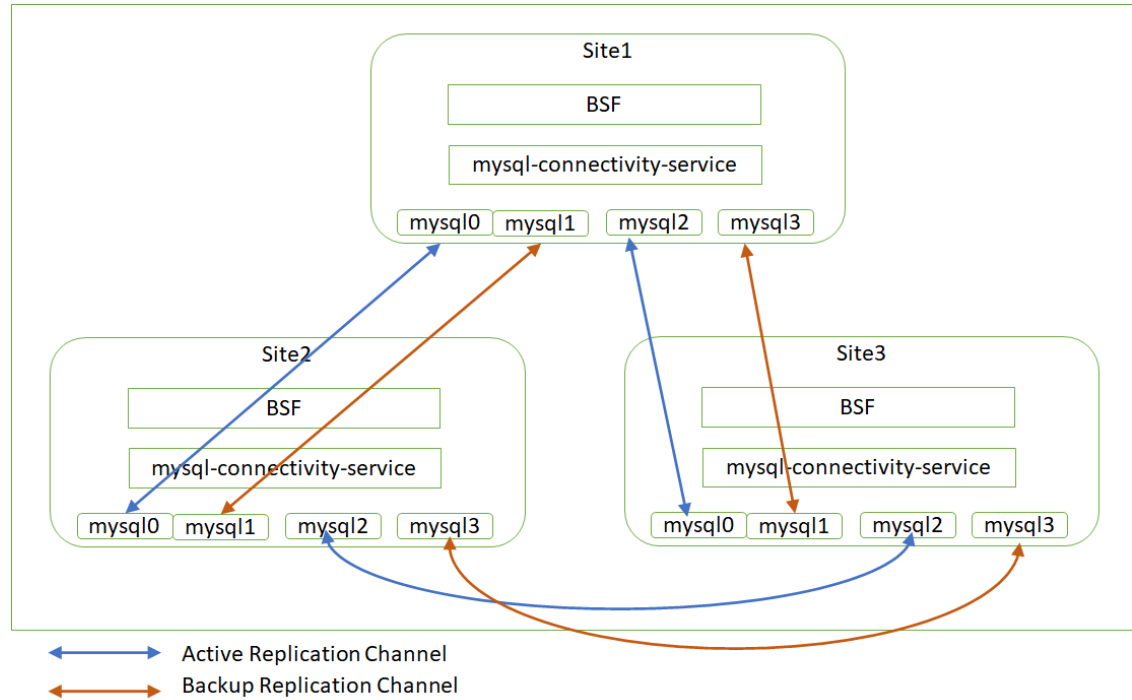 Site1
BSF
mysql-connectivity-service
mysql0 mysql1 mysql2 mysql3
Site2
BSF
mysql-connectivity-service
mysql0 mysql1 mysql2 mysql3
Site3
BSF
mysql-connectivity-service
mysql0 mysql1 mysql2 mysql3
Active Replication Channel
Backup Replication Channel